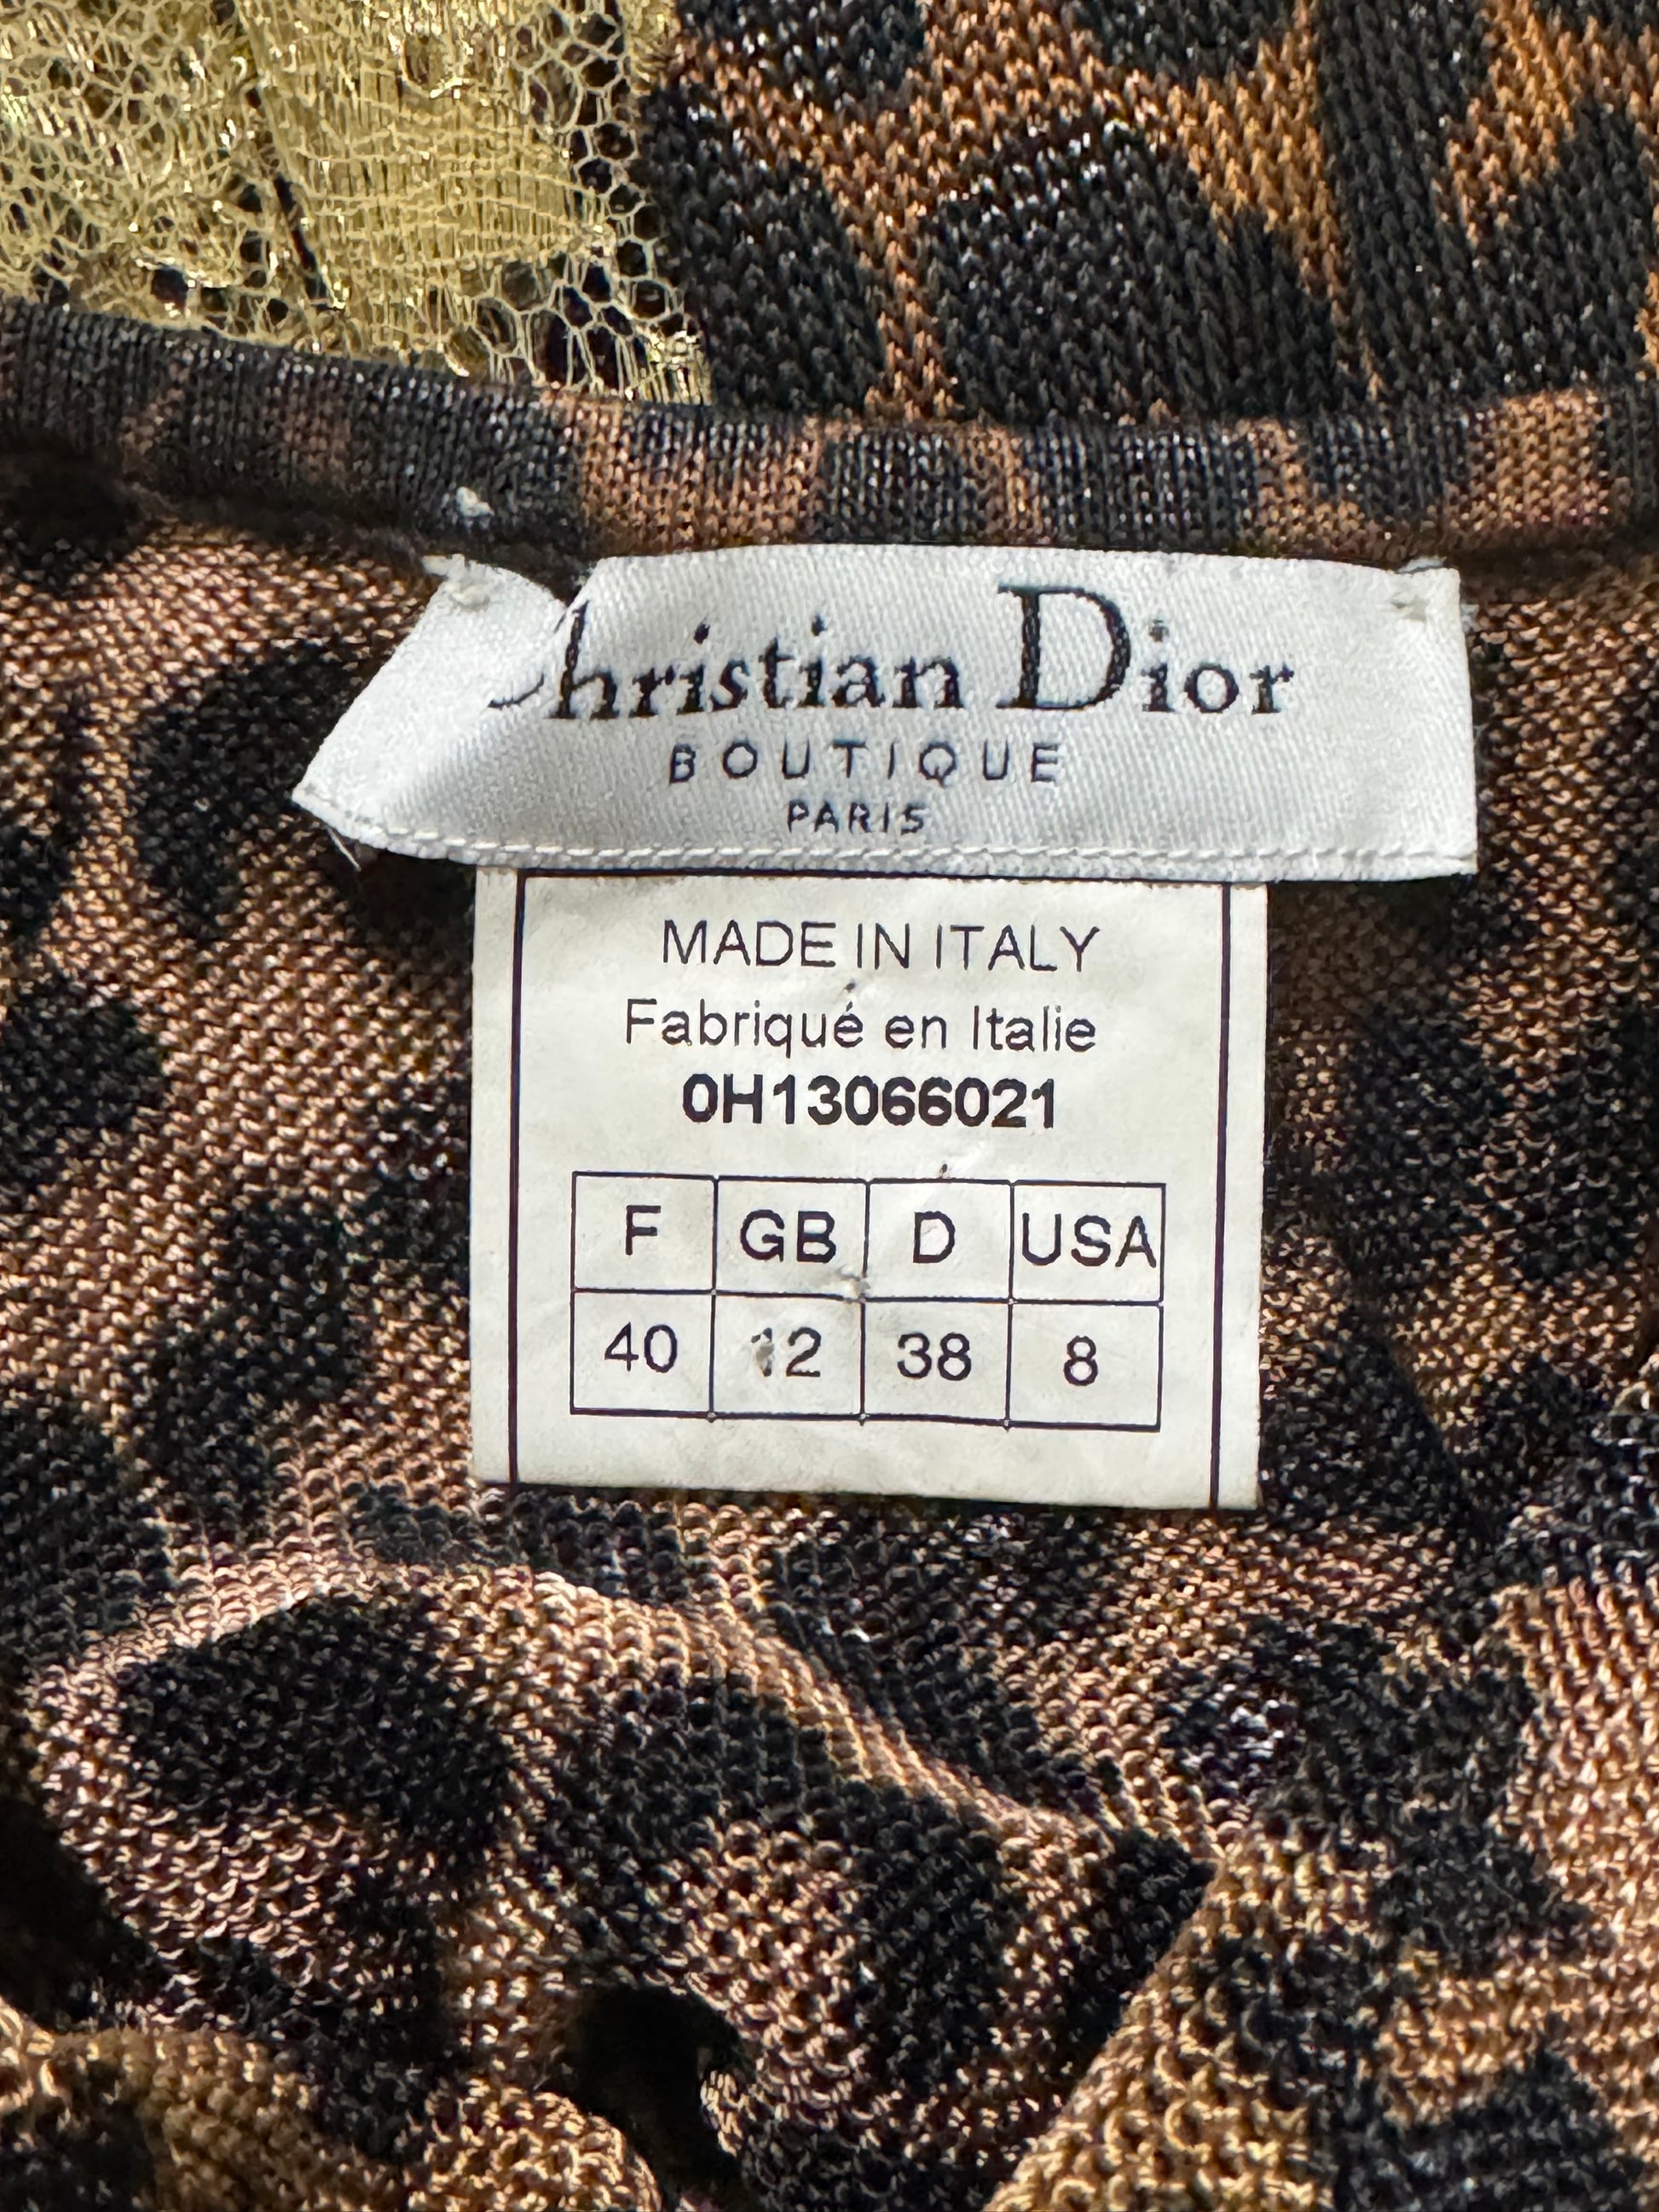 Christian Dior
BOUTIQUE
PARIS
MADE IN ITALY
Fabriqué en Italie
0H13066021
F GB D USA
40 12 38 8